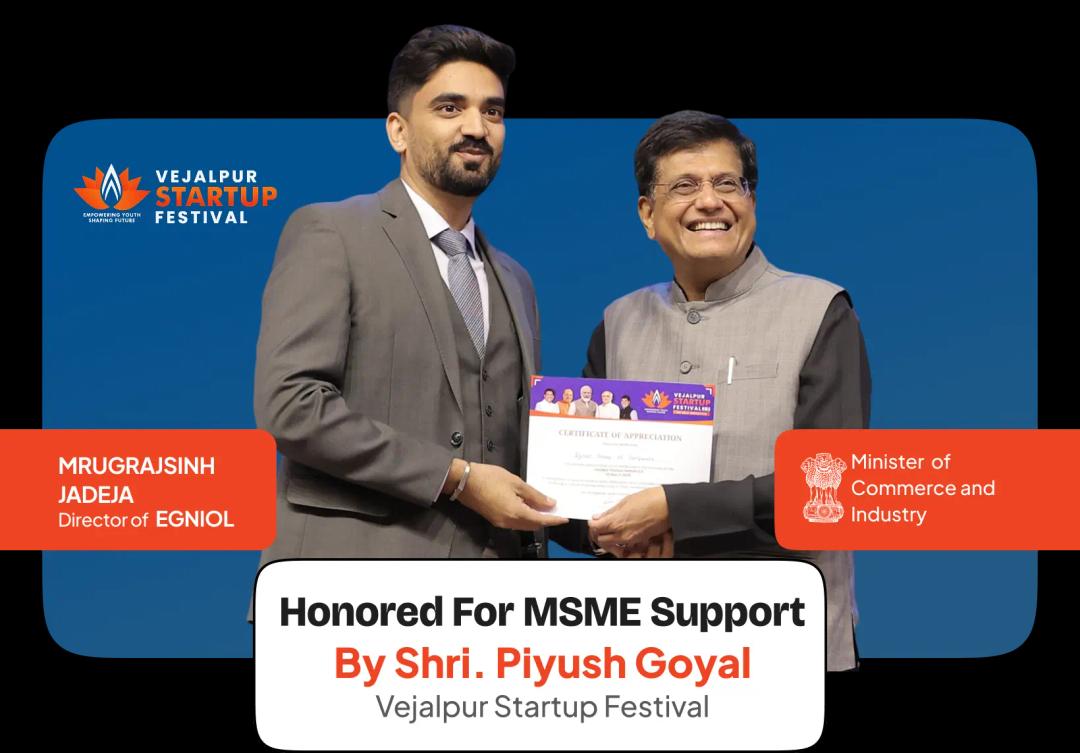 VEJALPUR
STARTUP
FESTIVAL
EMPOWERING YOUTH
SHAPING FUTURE
VEJALPUR
STARTUP
FESTIVAL
CERTIFICATE OF APPRECIATION
MRUGRAJSINH
JADEJA
Director of EGNIOL
Minister of
Commerce and
Industry
Honored For MSME Support
By Shri. Piyush Goyal
Vejalpur Startup Festival